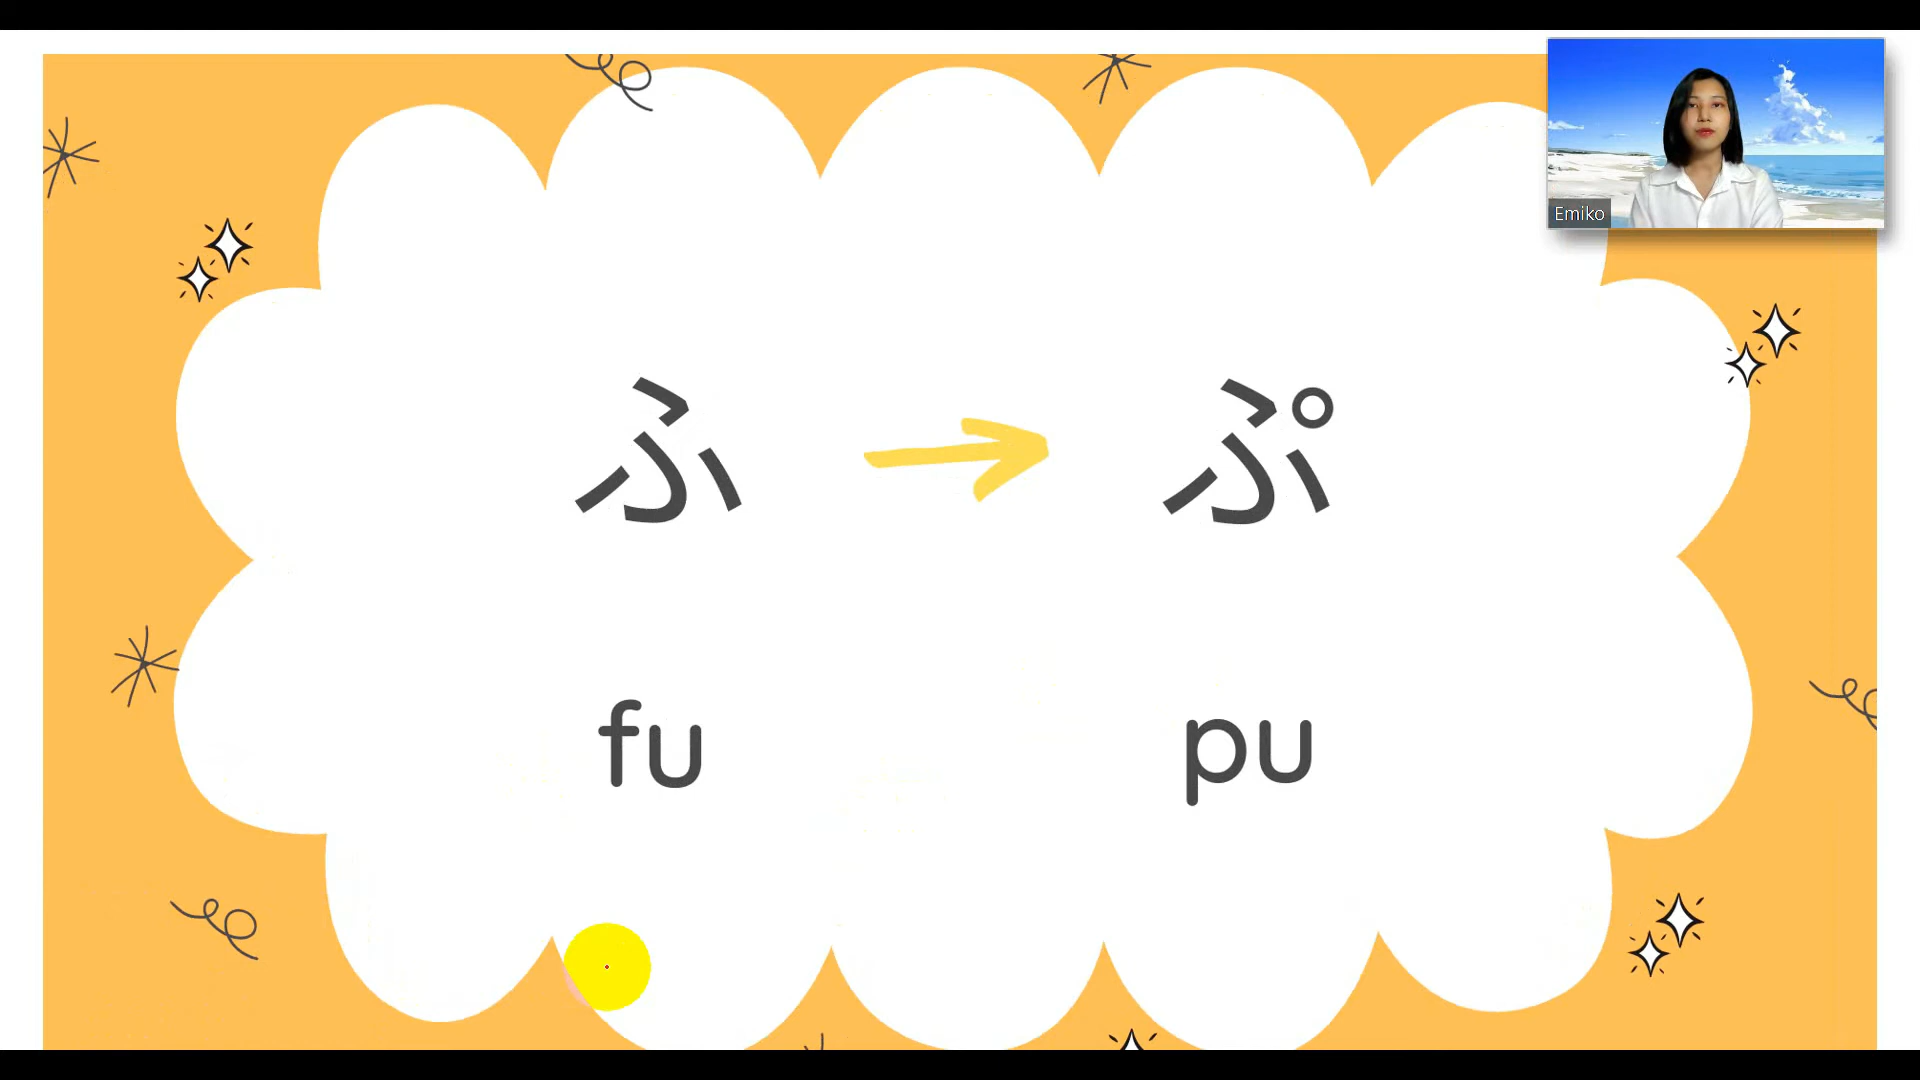 Emiko
ふ ぷ
fu pu